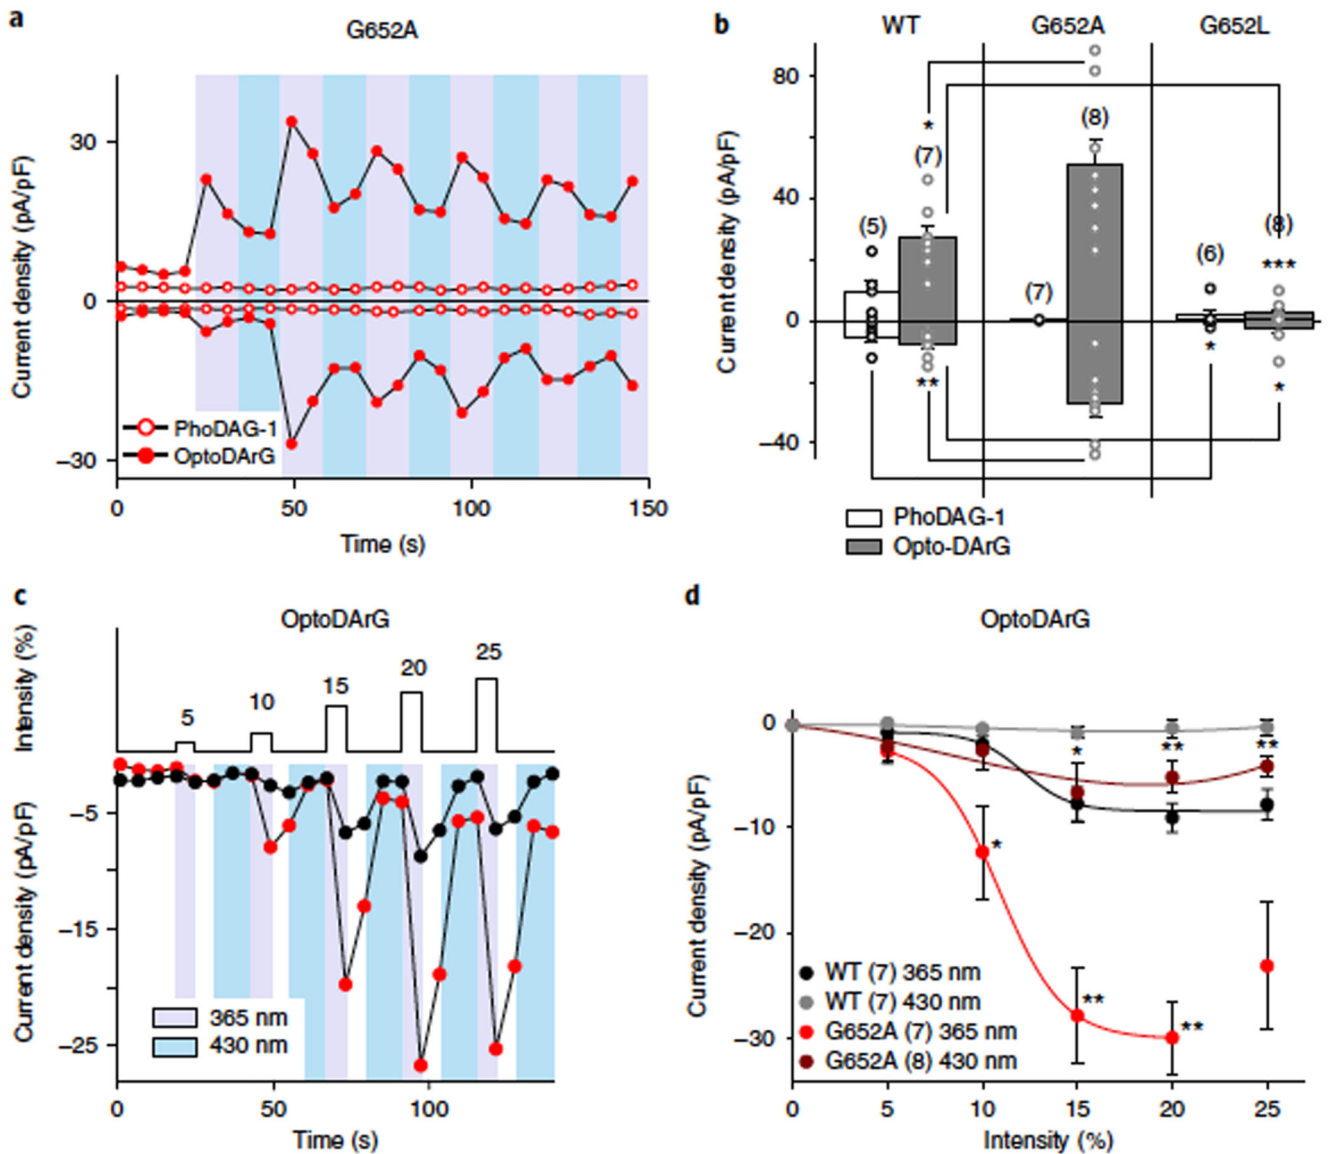 a
G652A
Current density (pA/pF)
30
0
−30
PhoDAG-1
OptoDArG
0 50 100 150
Time (s)
b
WT G652A G652L
Current density (pA/pF)
80
40
0
−40
*
(7)
(5)
**
(8)
(7)
(6)
*
(8)
***
*
PhoDAG-1
Opto-DArG
c
OptoDArG
Intensity (%)
5 10 15 20 25
Current density (pA/pF)
−5
−15
−25
365 nm
430 nm
0 50 100
Time (s)
d
OptoDArG
Current density (pA/pF)
0
−10
−20
−30
* ** **
*
**
**
WT (7) 365 nm
WT (7) 430 nm
G652A (7) 365 nm
G652A (8) 430 nm
0 5 10 15 20 25
Intensity (%)